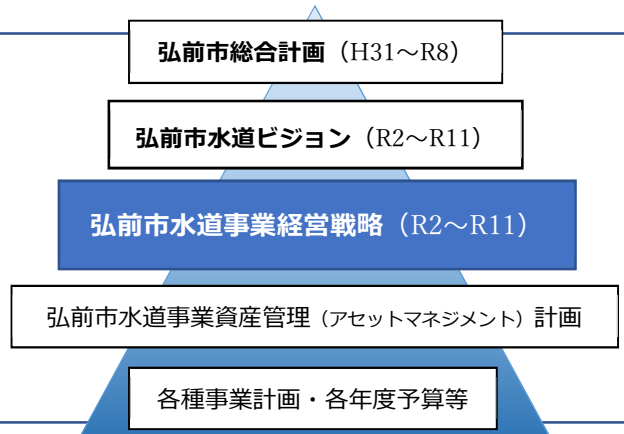 弘前市総合計画（H31～R8）
弘前市水道ビジョン（R2～R11）
弘前市水道事業経営戦略（R2～R11）
弘前市水道事業資産管理（アセットマネジメント）計画
各種事業計画・各年度予算等